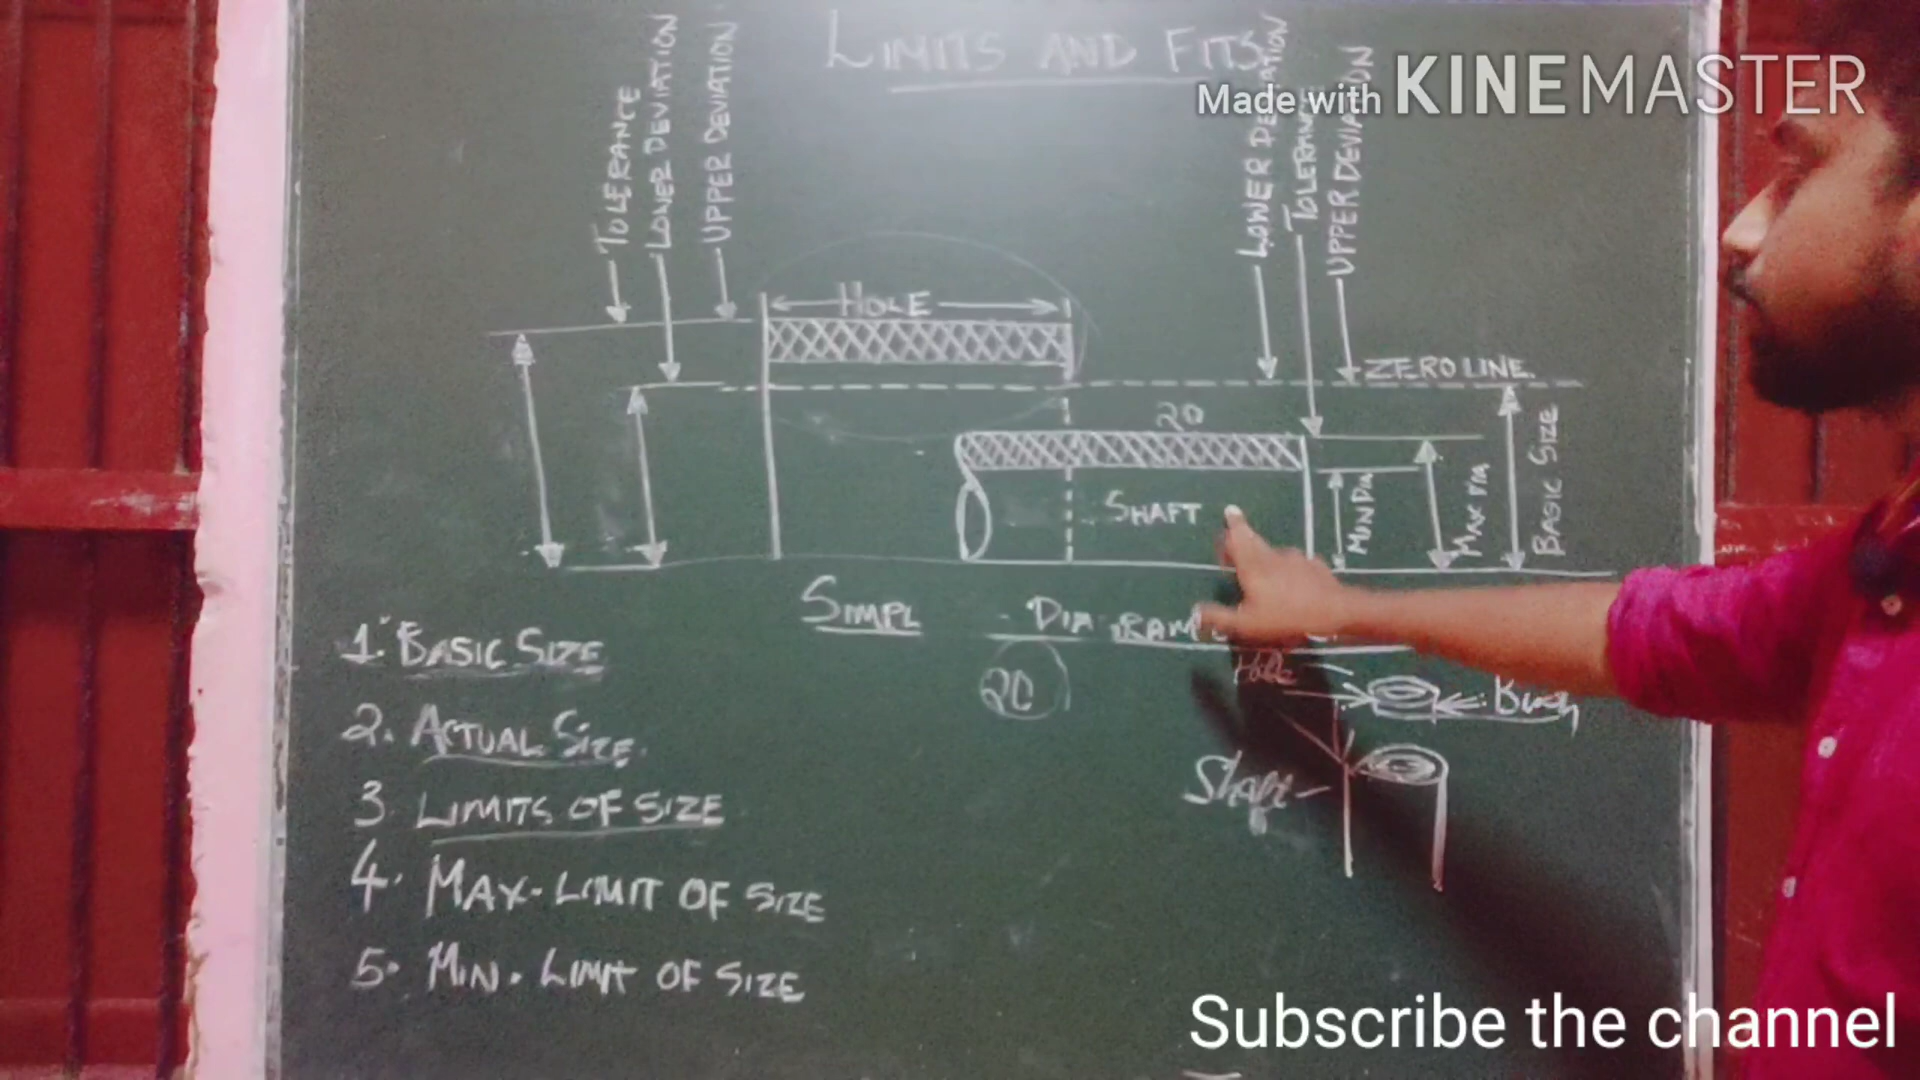 LIMITS AND FITS
Made with KINEMASTER
TOLERANCE
LOWER DEVIATION
UPPER DEVIATION
LOWER DEVIATION
TOLERANCE
UPPER DEVIATION
HOLE
ZERO LINE
20
SHAFT
MIN DIA
MAX DIA
BASIC SIZE
SIMPL DIAGRAM
1. BASIC SIZE
20
Hole
Bush
2. ACTUAL SIZE.
Shaft
3 LIMITS OF SIZE
4. MAX-LIMIT OF SIZE
5. MIN. LIMIT OF SIZE
Subscribe the channel